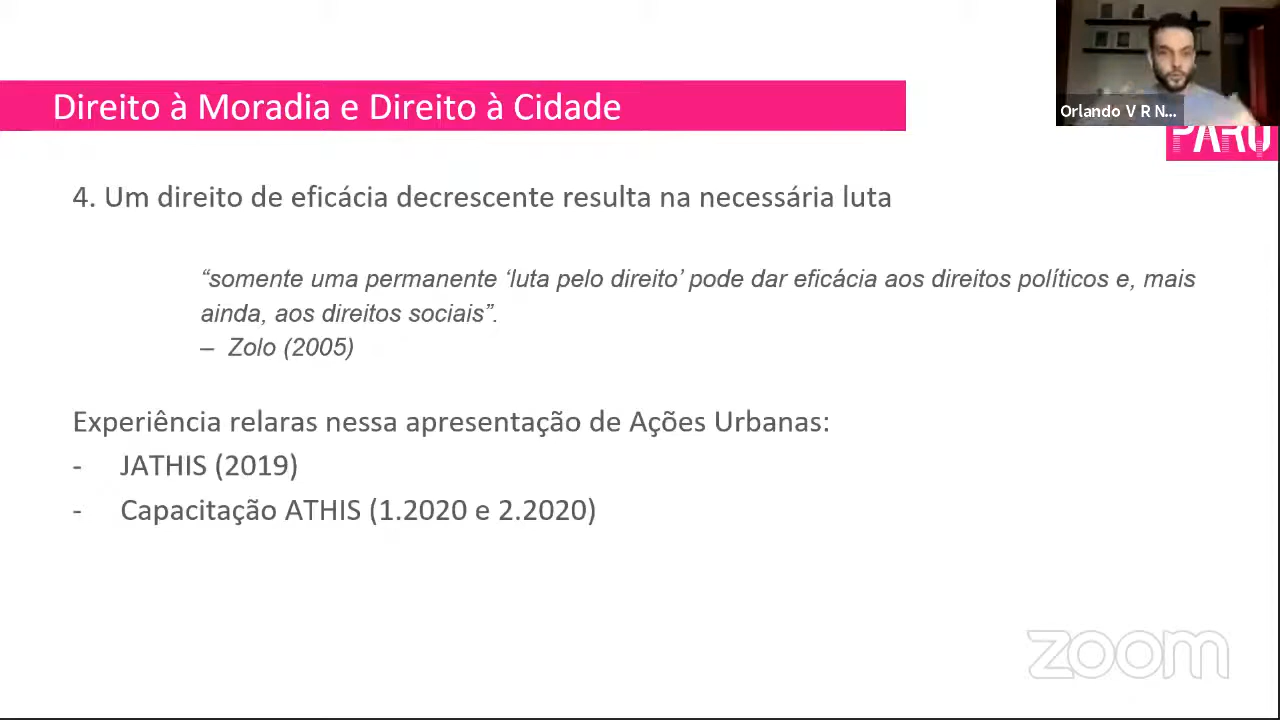 Direito à Moradia e Direito à Cidade
Orlando V R N...
PARQ
4. Um direito de eficácia decrescente resulta na necessária luta
“somente uma permanente ‘luta pelo direito’ pode dar eficácia aos direitos políticos e, mais
ainda, aos direitos sociais”.
– Zolo (2005)
Experiência relaras nessa apresentação de Ações Urbanas:
- JATHIS (2019)
- Capacitação ATHIS (1.2020 e 2.2020)
zoom